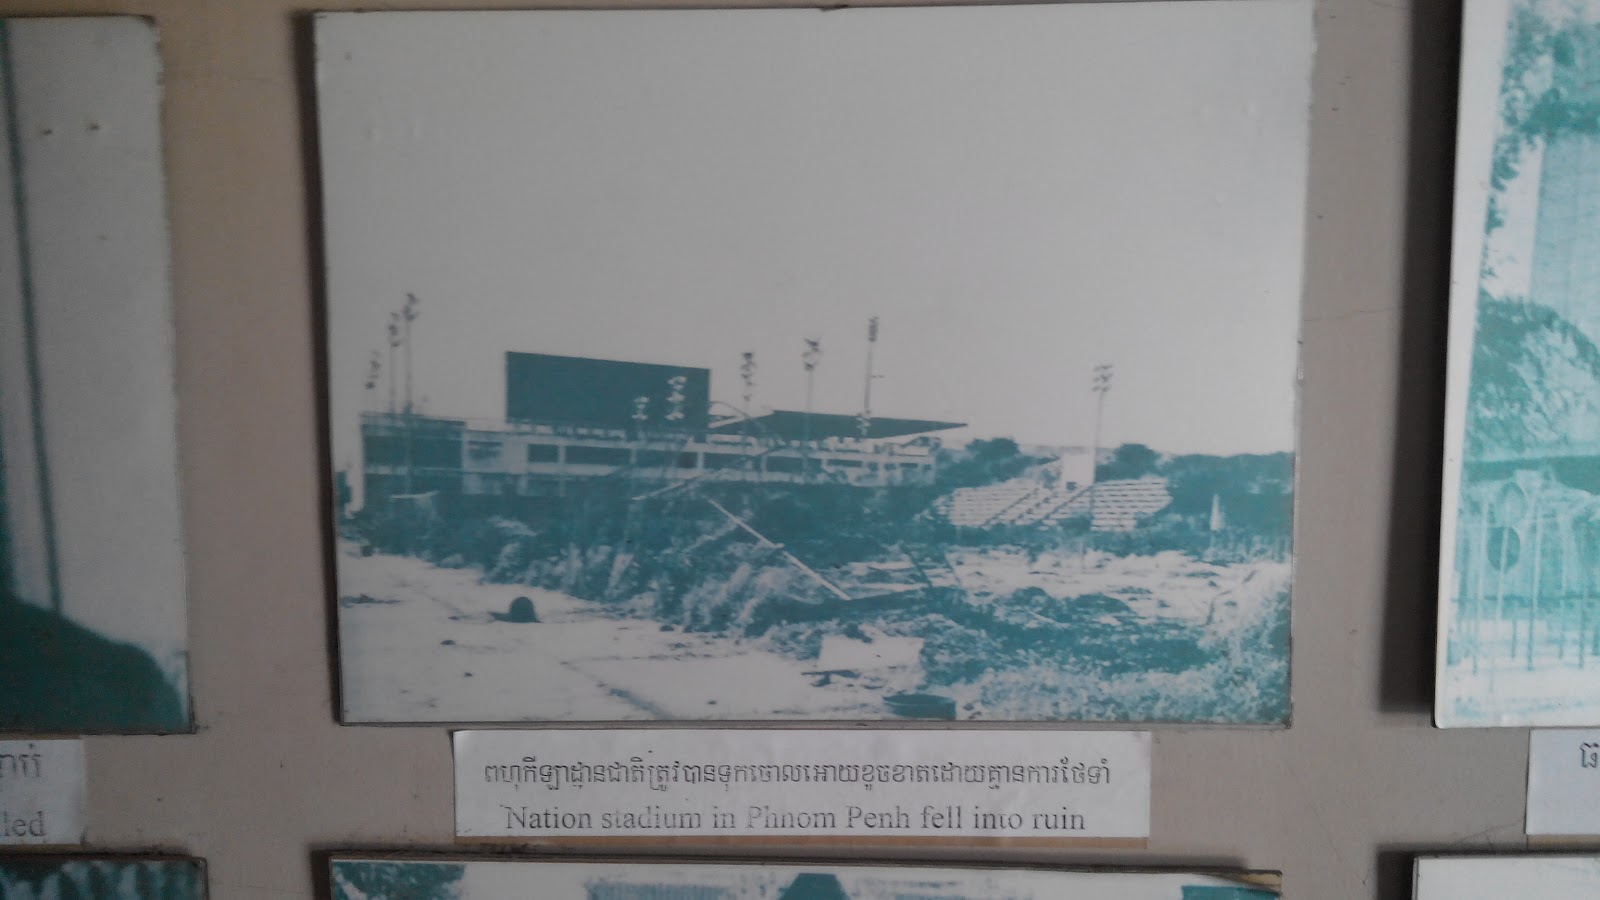 ពហុកីឡាដ្ឋានជាតិត្រូវបានទុកចោលអោយខូចខាតដោយគ្មានការថែទាំ
Nation stadium in Phnom Penh fell into ruin